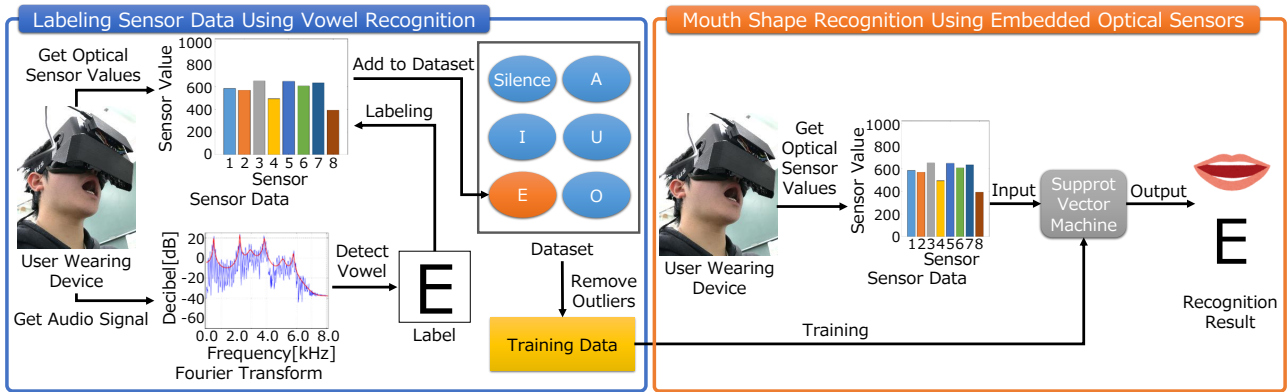 Labeling Sensor Data Using Vowel Recognition
Get Optical
Sensor Values
Sensor Value
1000
800
600
400
200
0
1 2 3 4 5 6 7 8
Sensor
Sensor Data
Add to Dataset
Labeling
Silence
A
I
U
E
O
Dataset
User Wearing
Device
Get Audio Signal
Decibel[dB]
20
0
-20
-40
-60
0.0 2.0 4.0 6.0 8.0
Frequency[kHz]
Fourier Transform
Detect
Vowel
E
Label
Remove
Outliers
Training Data
Mouth Shape Recognition Using Embedded Optical Sensors
User Wearing
Device
Get
Optical
Sensor
Values
Sensor Value
1000
800
600
400
200
0
12345678
Sensor
Sensor Data
Input
Supprot
Vector
Machine
Output
E
Recognition
Result
Training